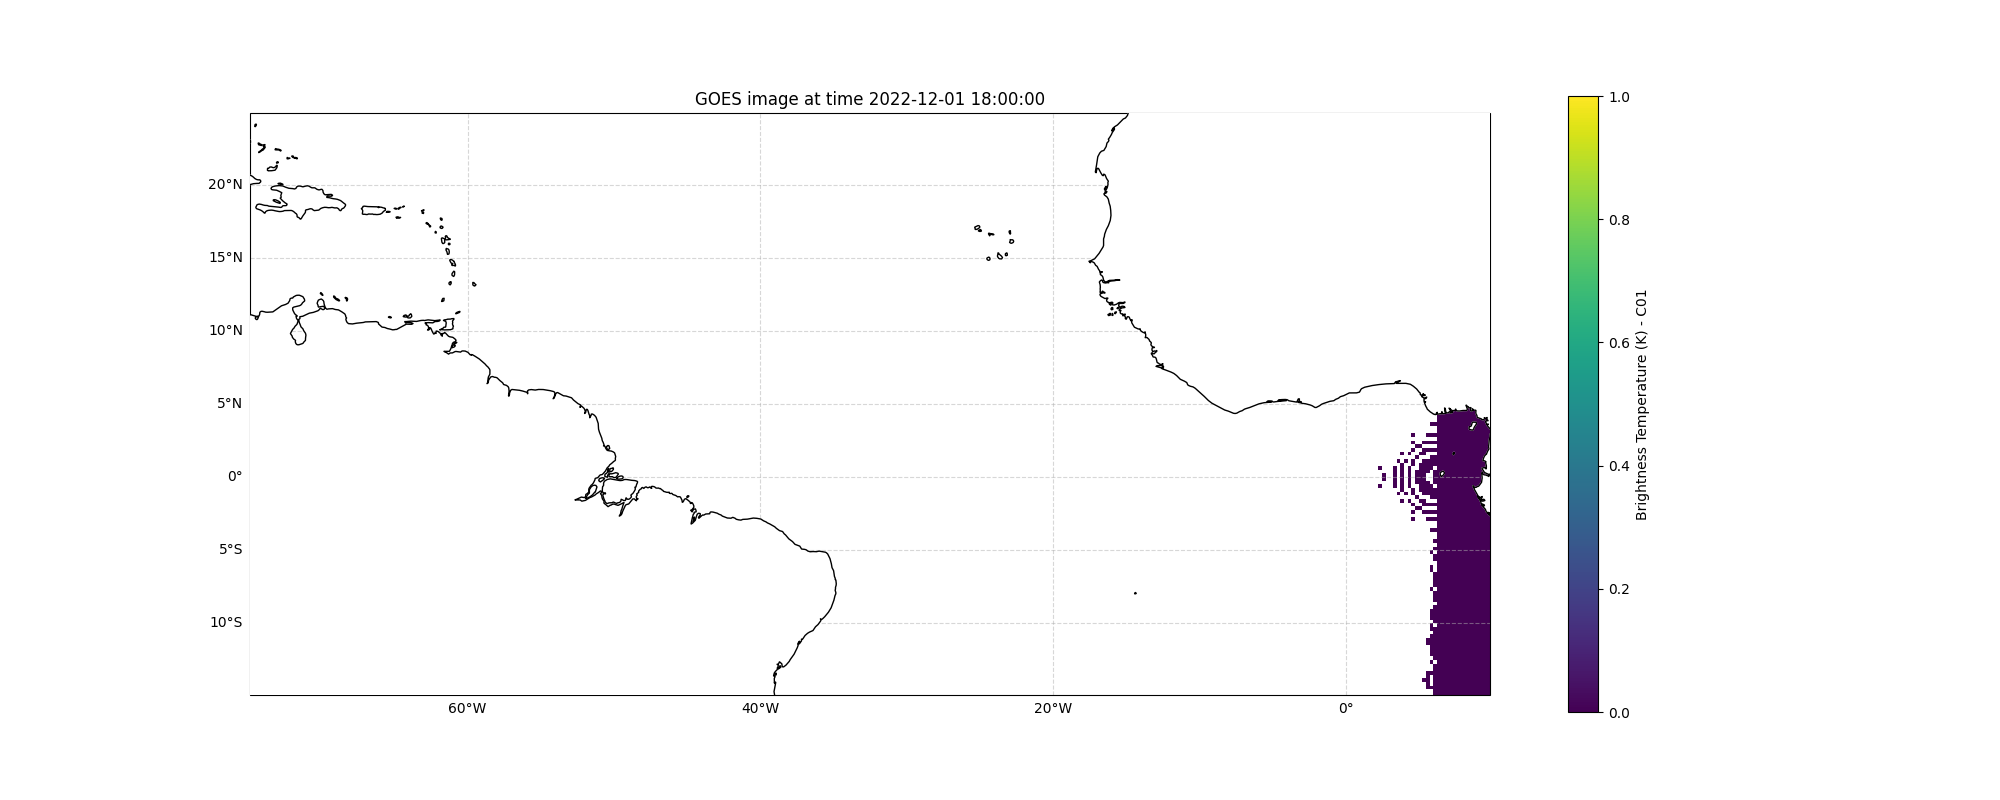 GOES image at time 2022-12-01 18:00:00
20°N
15°N
10°N
5°N
0°
5°S
10°S
60°W
40°W
20°W
0°
1.0
0.8
0.6
0.4
0.2
0.0
Brightness Temperature (K) - C01